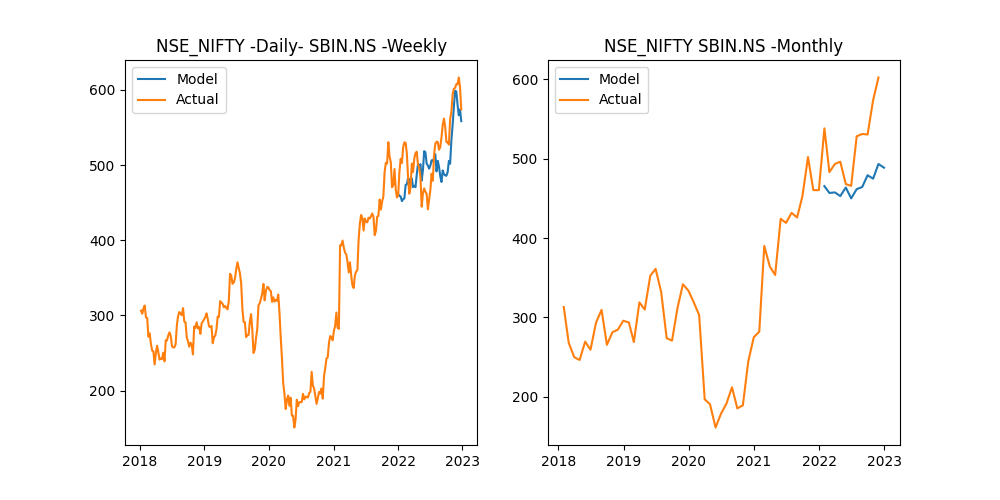 NSE_NIFTY -Daily- SBIN.NS -Weekly
Model
Actual
600
500
400
300
200
2018 2019 2020 2021 2022 2023
NSE_NIFTY SBIN.NS -Monthly
Model
Actual
600
500
400
300
200
2018 2019 2020 2021 2022 2023